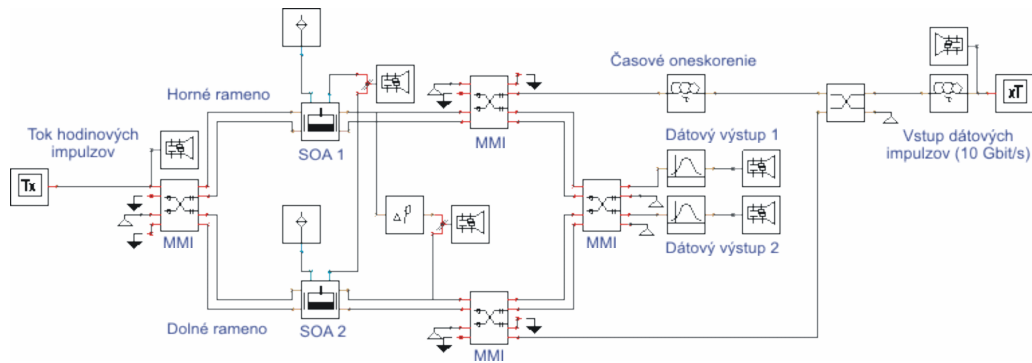 Časové oneskorenie
Horné rameno
Tok hodinových
impulzov
SOA 1
MMI
Dátový výstup 1
Vstup dátových
impulzov (10 Gbit/s)
xT
Tx
MMI
MMI
Dátový výstup 2
Dolné rameno
SOA 2
MMI